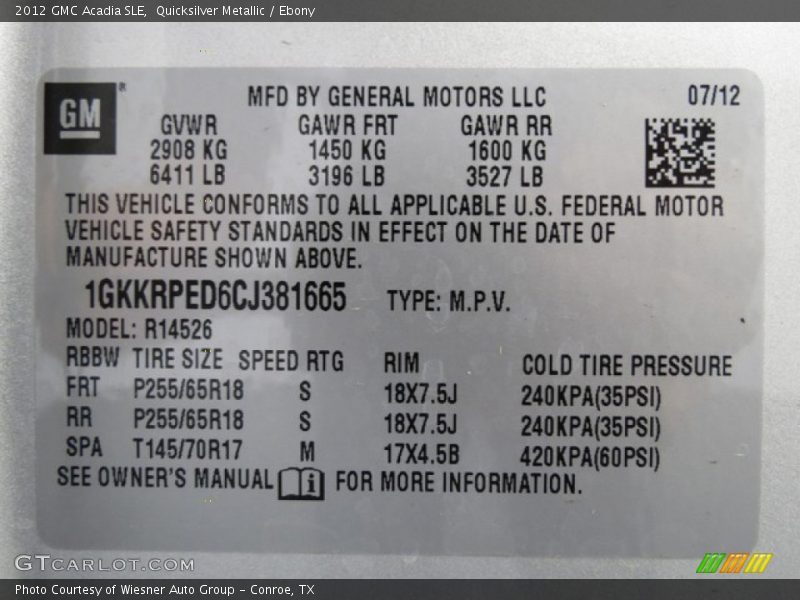 2012 GMC Acadia SLE,  Quicksilver Metallic / Ebony
GM ®
MFD BY GENERAL MOTORS LLC 07/12
GVWR GAWR FRT GAWR RR
2908 KG 1450 KG 1600 KG
6411 LB 3196 LB 3527 LB
THIS VEHICLE CONFORMS TO ALL APPLICABLE U.S. FEDERAL MOTOR
VEHICLE SAFETY STANDARDS IN EFFECT ON THE DATE OF
MANUFACTURE SHOWN ABOVE.
1GKKRPED6CJ381665 TYPE: M.P.V.
MODEL: R14526
RBBW TIRE SIZE SPEED RTG RIM COLD TIRE PRESSURE
FRT P255/65R18 S 18X7.5J 240KPA(35PSI)
RR P255/65R18 S 18X7.5J 240KPA(35PSI)
SPA T145/70R17 M 17X4.5B 420KPA(60PSI)
SEE OWNER'S MANUAL i FOR MORE INFORMATION.
GTCARLOT.COM
Photo Courtesy of Wiesner Auto Group - Conroe, TX